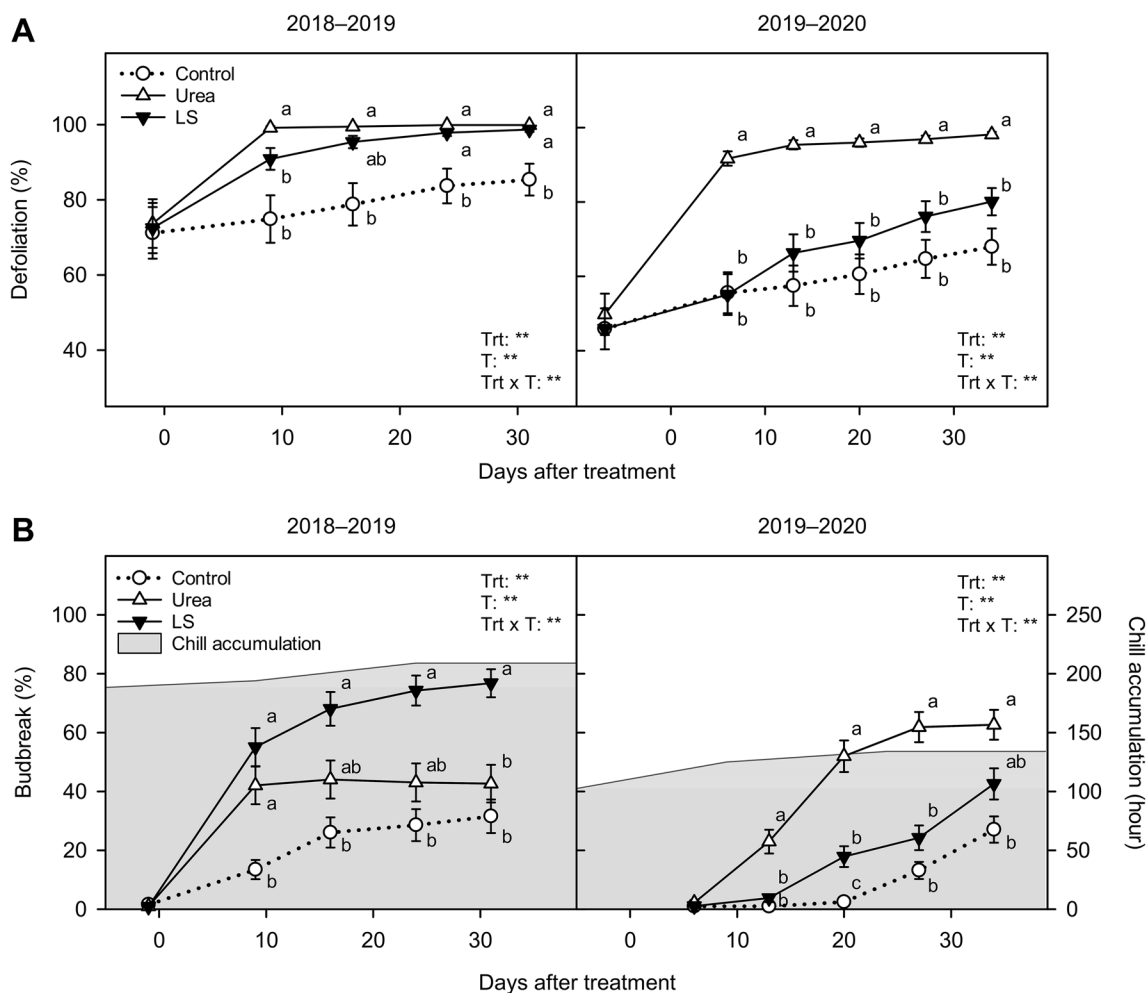 A
2018–2019
2019–2020
Control
Urea
LS
a a a a
b ab a a
b b b b
a a a a a
b b b b b
b b b b b
Trt: **
T: **
Trt x T: **
Trt: **
T: **
Trt x T: **
100
80
60
40
Defoliation (%)
0 10 20 30
0 10 20 30
Days after treatment
B
2018–2019
2019–2020
Control
Urea
LS
Chill accumulation
Trt: **
T: **
Trt x T: **
Trt: **
T: **
Trt x T: **
a a a a
a ab ab b
b b b b
a a a a
b b b ab
b c b b
100
80
60
40
20
0
Budbreak (%)
250
200
150
100
50
0
Chill accumulation (hour)
0 10 20 30
0 10 20 30
Days after treatment